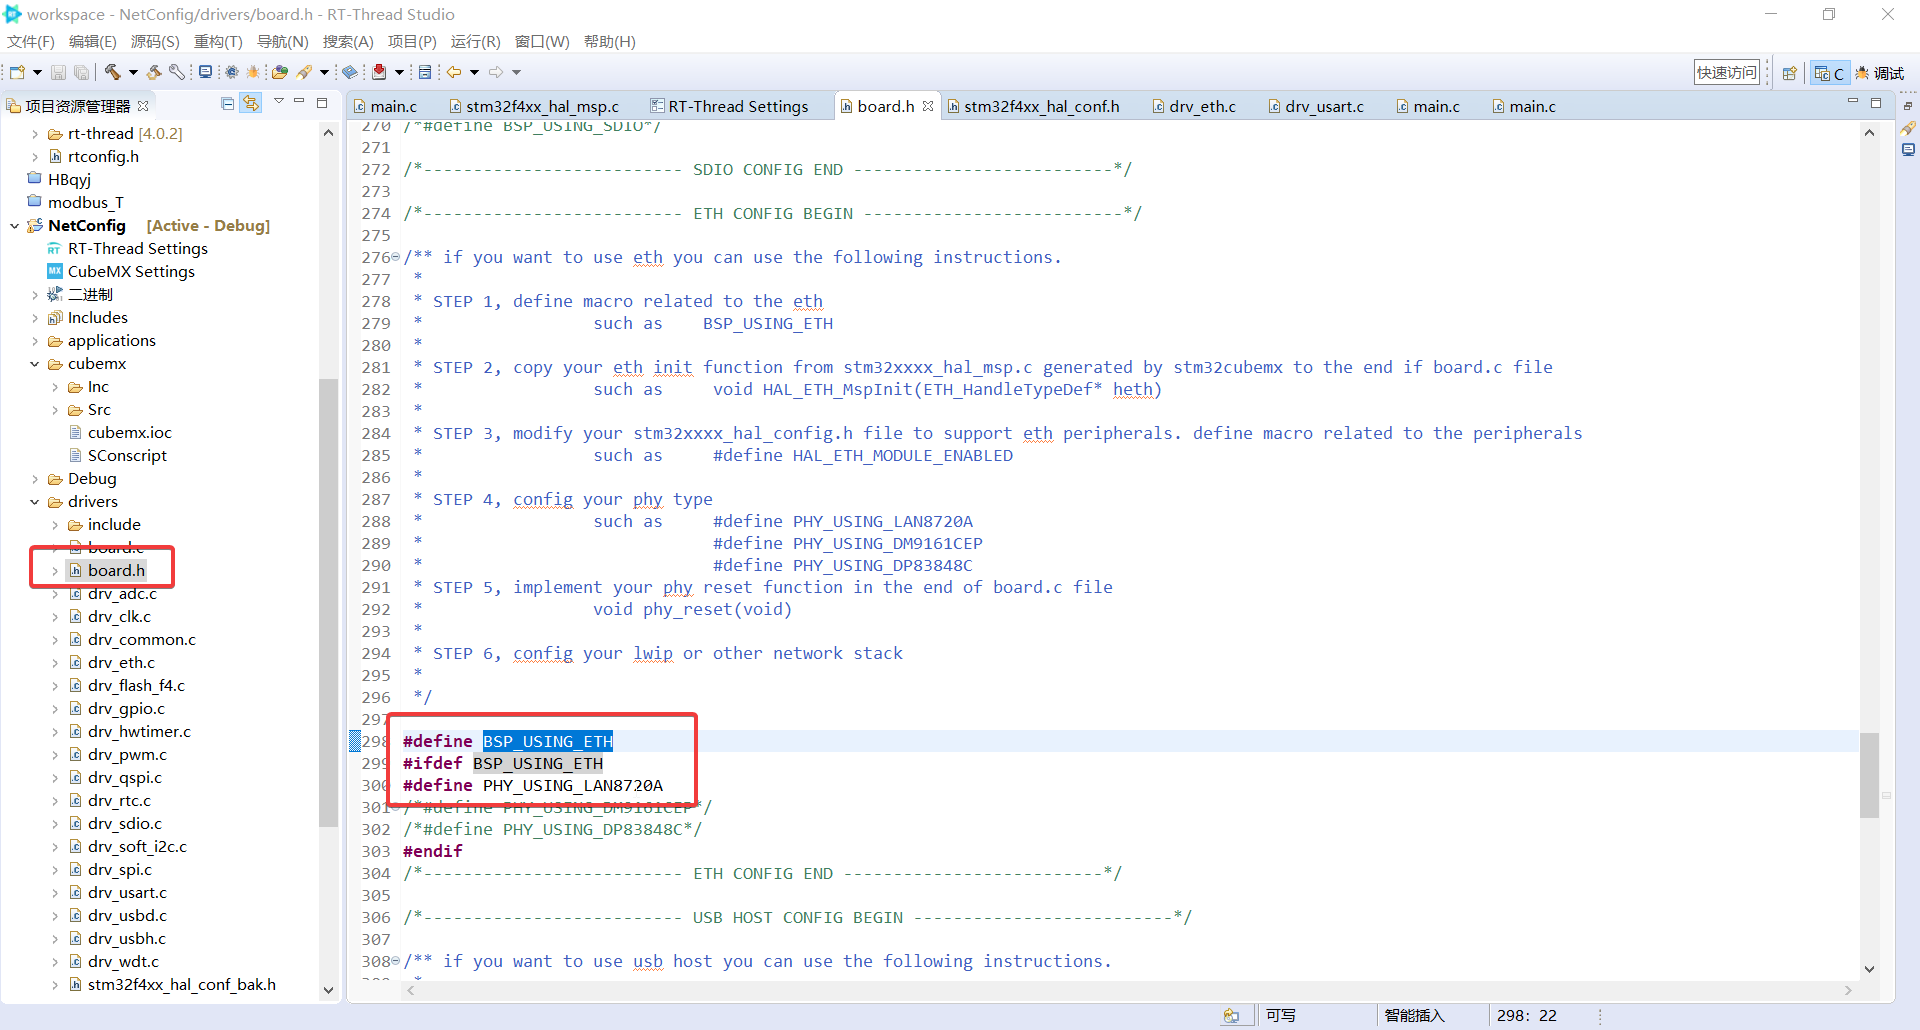 workspace - NetConfig/drivers/board.h - RT-Thread Studio
文件(F) 编辑(E) 源码(S) 重构(T) 导航(N) 搜索(A) 项目(P) 运行(R) 窗口(W) 帮助(H)
快速访问 C 调试
项目资源管理器
main.c stm32f4xx_hal_msp.c RT-Thread Settings board.h stm32f4xx_hal_conf.h drv_eth.c drv_usart.c main.c main.c
rt-thread [4.0.2]
rtconfig.h
HBqyj
modbus_T
NetConfig [Active - Debug]
RT-Thread Settings
CubeMX Settings
二进制
Includes
applications
cubemx
Inc
Src
cubemx.ioc
SConscript
Debug
drivers
include
board.c
board.h
drv_adc.c
drv_clk.c
drv_common.c
drv_eth.c
drv_flash_f4.c
drv_gpio.c
drv_hwtimer.c
drv_pwm.c
drv_qspi.c
drv_rtc.c
drv_sdio.c
drv_soft_i2c.c
drv_spi.c
drv_usart.c
drv_usbd.c
drv_usbh.c
drv_wdt.c
stm32f4xx_hal_conf_bak.h
270 /*#define BSP_USING_SDIO*/
271
272 /*-------------------------- SDIO CONFIG END --------------------------*/
273
274 /*-------------------------- ETH CONFIG BEGIN --------------------------*/
275
276 /** if you want to use eth you can use the following instructions.
277 *
278 * STEP 1, define macro related to the eth
279 * such as BSP_USING_ETH
280 *
281 * STEP 2, copy your eth init function from stm32xxxx_hal_msp.c generated by stm32cubemx to the end if board.c file
282 * such as void HAL_ETH_MspInit(ETH_HandleTypeDef* heth)
283 *
284 * STEP 3, modify your stm32xxxx_hal_config.h file to support eth peripherals. define macro related to the peripherals
285 * such as #define HAL_ETH_MODULE_ENABLED
286 *
287 * STEP 4, config your phy type
288 * such as #define PHY_USING_LAN8720A
289 * #define PHY_USING_DM9161CEP
290 * #define PHY_USING_DP83848C
291 * STEP 5, implement your phy reset function in the end of board.c file
292 * void phy_reset(void)
293 *
294 * STEP 6, config your lwip or other network stack
295 *
296 */
297
298 #define BSP_USING_ETH
299 #ifdef BSP_USING_ETH
300 #define PHY_USING_LAN8720A
301 /*#define PHY_USING_DM9161CEP*/
302 /*#define PHY_USING_DP83848C*/
303 #endif
304 /*-------------------------- ETH CONFIG END --------------------------*/
305
306 /*-------------------------- USB HOST CONFIG BEGIN --------------------------*/
307
308 /** if you want to use usb host you can use the following instructions.
可写 智能插入 298: 22